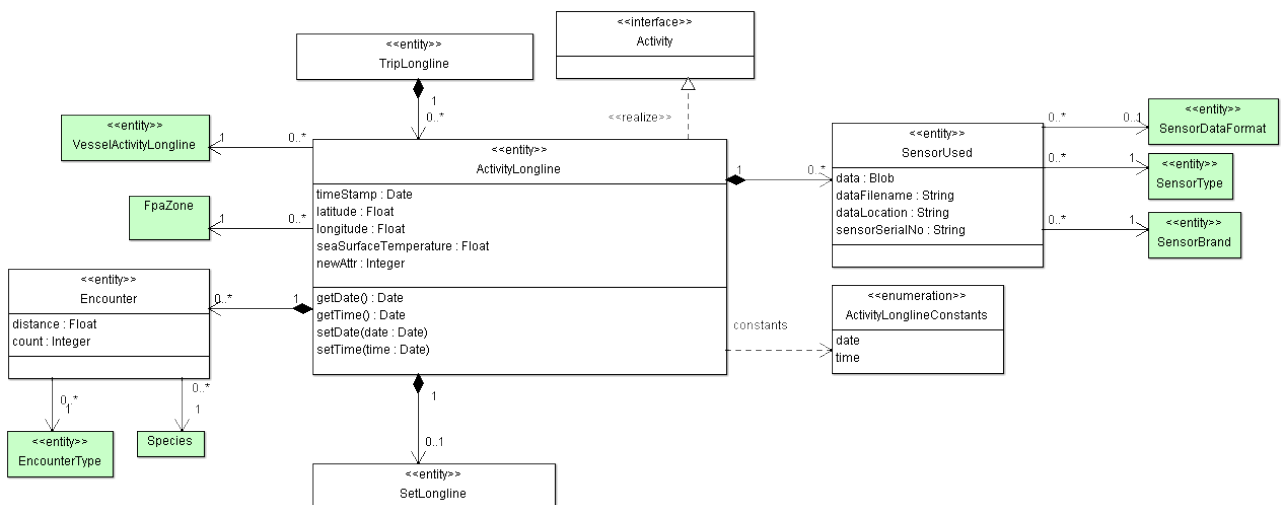 <<interface>>
Activity
<<entity>>
TripLongline
1
0..*
<<realize>>
<<entity>>
VesselActivityLongline
1
0..*
<<entity>>
ActivityLongline
timeStamp : Date
latitude : Float
longitude : Float
seaSurfaceTemperature : Float
newAttr : Integer
getDate() : Date
getTime() : Date
setDate(date : Date)
setTime(time : Date)
FpaZone
1
0..*
1
0..*
<<entity>>
SensorUsed
data : Blob
dataFilename : String
dataLocation : String
sensorSerialNo : String
0..*
0..1
<<entity>>
SensorDataFormat
0..*
1
<<entity>>
SensorType
0..*
1
<<entity>>
SensorBrand
<<entity>>
Encounter
distance : Float
count : Integer
0..*
1
constants
<<enumeration>>
ActivityLonglineConstants
date
time
0..*
1
0..*
1
<<entity>>
EncounterType
Species
1
0..1
<<entity>>
SetLongline